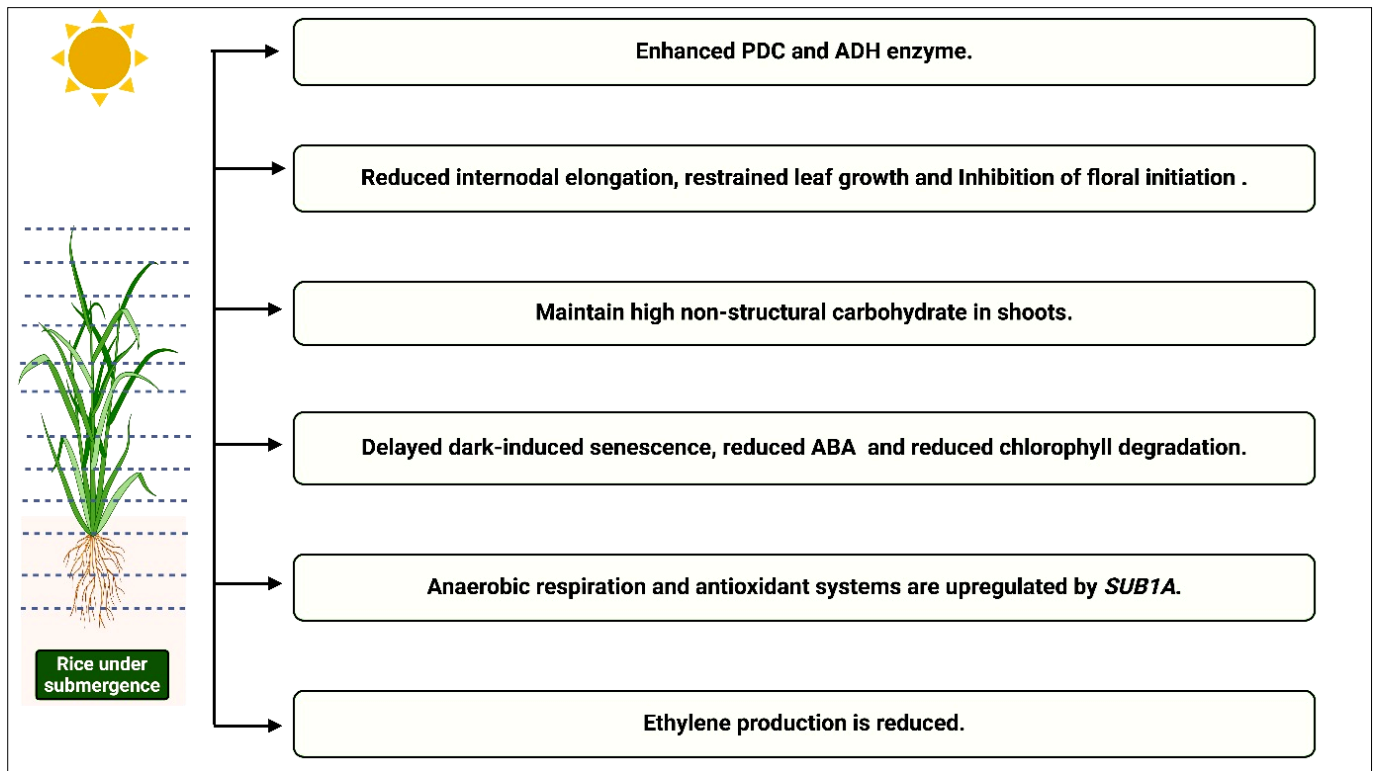 Enhanced PDC and ADH enzyme.
Reduced internodal elongation, restrained leaf growth and Inhibition of floral initiation .
Maintain high non-structural carbohydrate in shoots.
Delayed dark-induced senescence, reduced ABA and reduced chlorophyll degradation.
Anaerobic respiration and antioxidant systems are upregulated by SUB1A.
Rice under
submergence
Ethylene production is reduced.